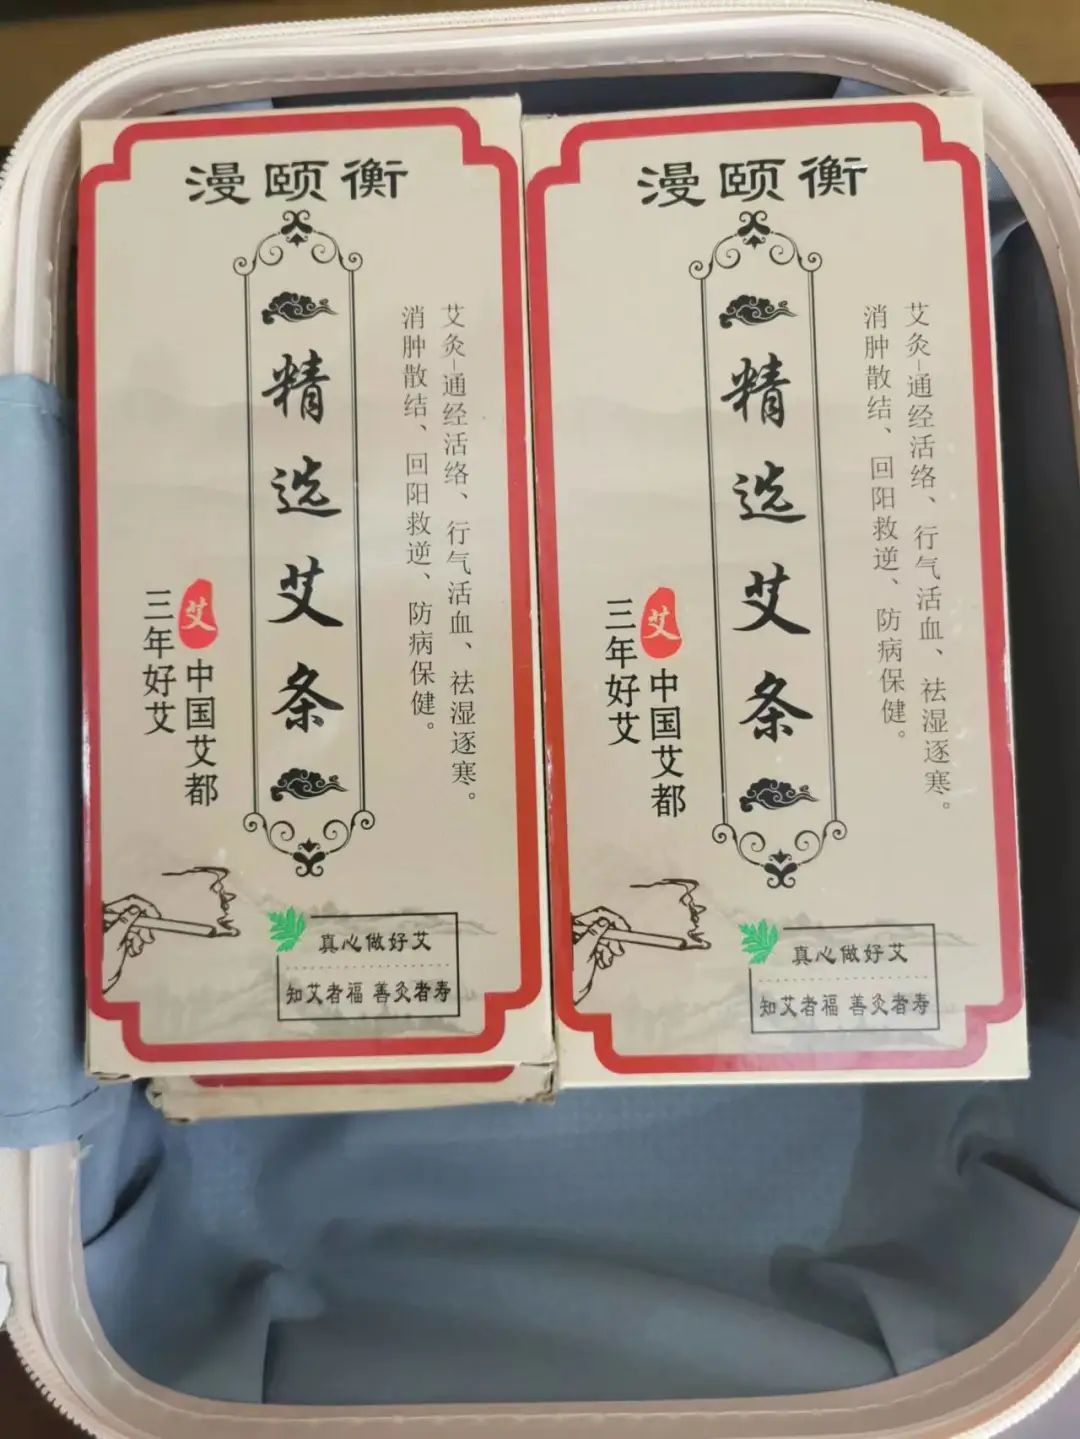 漫颐衡
艾灸-通经活络、行气活血、祛湿逐寒。
消肿散结、回阳救逆、防病保健。
精选艾条
艾
中国艾都
三年好艾
真心做好艾
知艾者福 善灸者寿
漫颐衡
艾灸-通经活络、行气活血、祛湿逐寒。
消肿散结、回阳救逆、防病保健。
精选艾条
艾
中国艾都
三年好艾
真心做好艾
知艾者福 善灸者寿